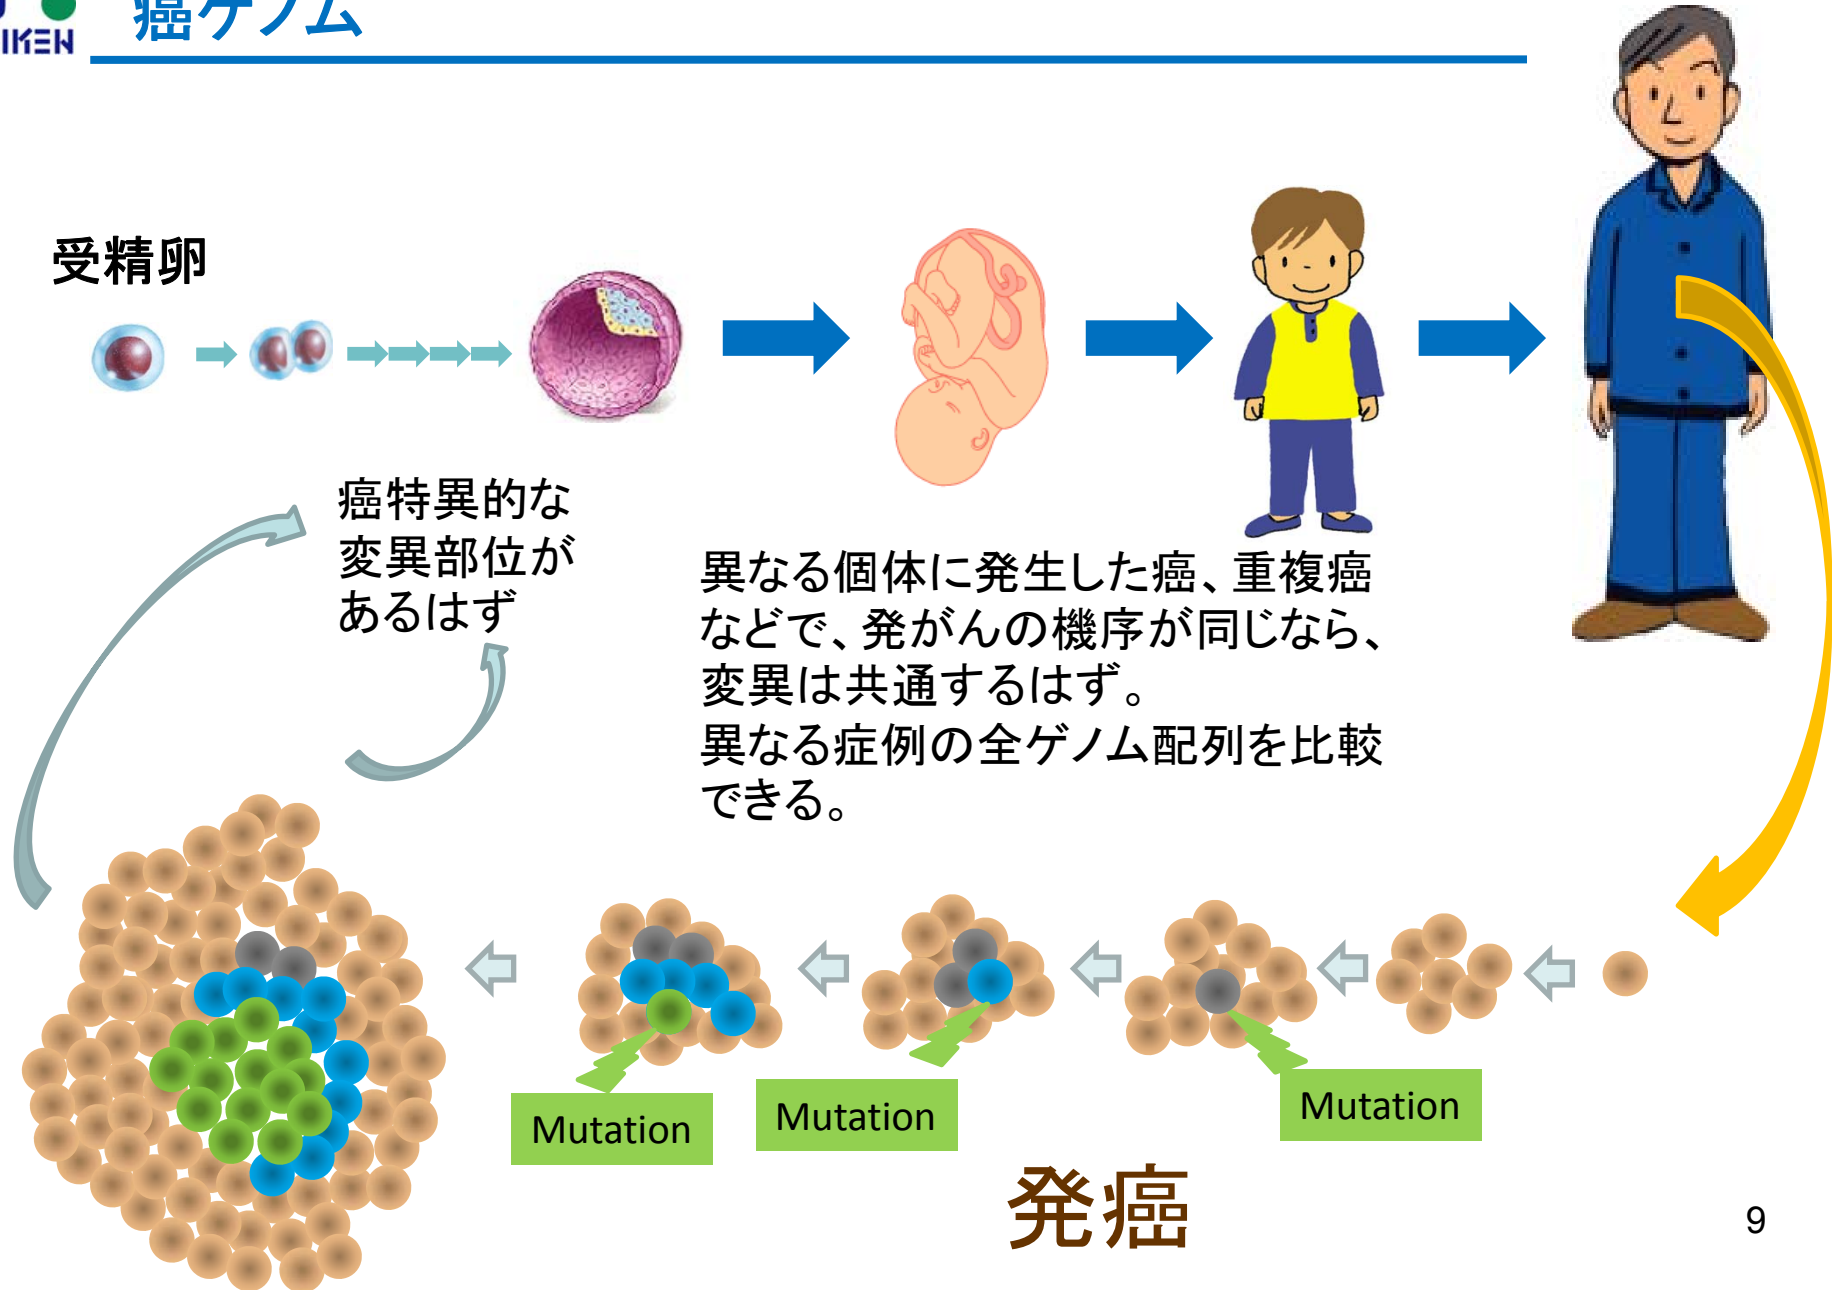 癌ゲノム
受精卵
癌特異的な
変異部位が
あるはず
異なる個体に発生した癌、重複癌
などで、発がんの機序が同じなら、
変異は共通するはず。
異なる症例の全ゲノム配列を比較
できる。
Mutation
Mutation
Mutation
発癌
9